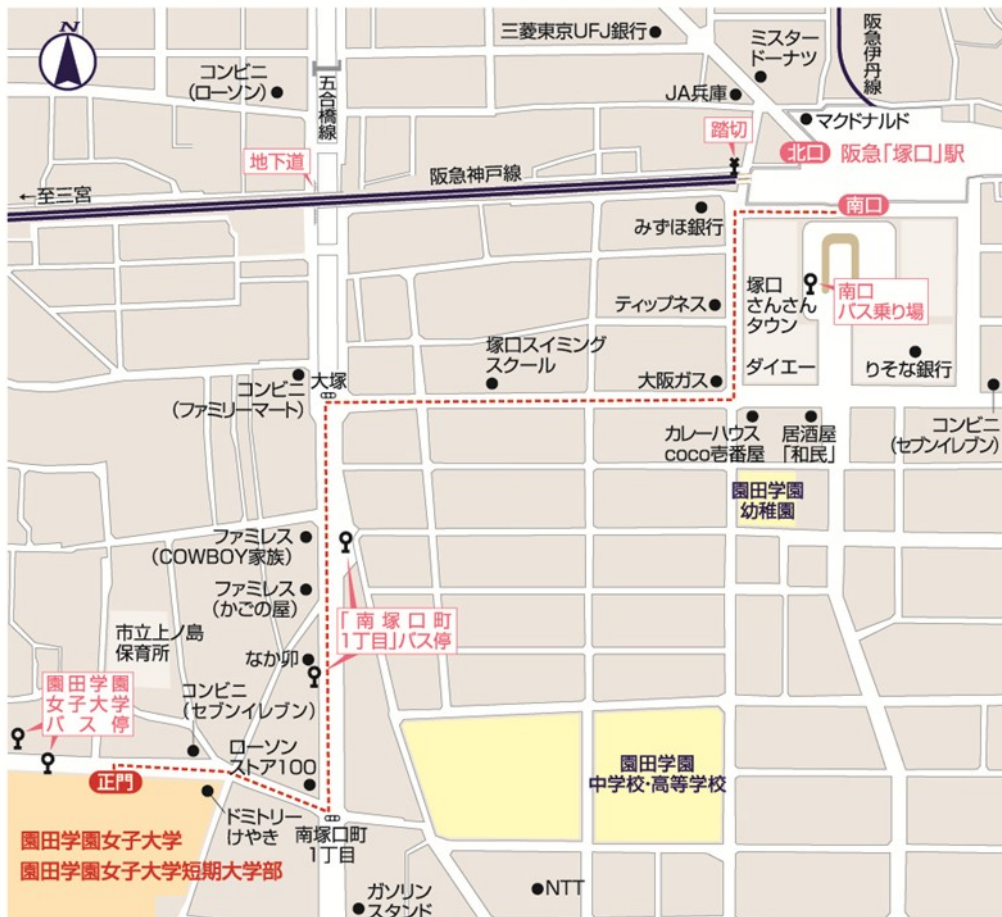 N
三菱東京UFJ銀行
ミスター
ドーナツ
阪急伊丹線
コンビニ
(ローソン)
五合橋線
JA兵庫
マクドナルド
踏切
北口
阪急「塚口」駅
地下道
阪急神戸線
←至三宮
南口
みずほ銀行
塚口
さんさん
タウン
南口
バス乗り場
ティップネス
塚口スイミング
スクール
ダイエー
りそな銀行
大阪ガス
大塚
コンビニ
(ファミリーマート)
カレーハウス
coco壱番屋
居酒屋
「和民」
コンビニ
(セブンイレブン)
園田学園
幼稚園
ファミレス
(COWBOY家族)
ファミレス
(かごの屋)
「南塚口町
1丁目」バス停
市立上ノ島
保育所
なか卯
園田学園
女子大学
バス停
コンビニ
(セブンイレブン)
ローソン
ストア100
園田学園
中学校・高等学校
正門
ドミトリー
けやき
南塚口町
1丁目
園田学園女子大学
園田学園女子大学短期大学部
ガソリン
スタンド
NTT